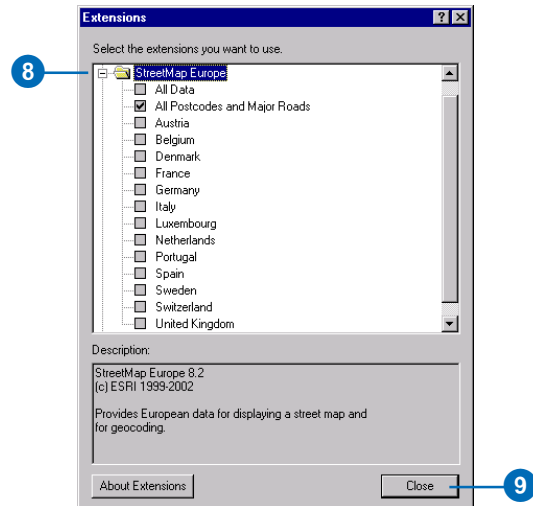 Extensions
Select the extensions you want to use.
8
StreetMap Europe
All Data
All Postcodes and Major Roads
Austria
Belgium
Denmark
France
Germany
Italy
Luxembourg
Netherlands
Portugal
Spain
Sweden
Switzerland
United Kingdom
Description:
StreetMap Europe 8.2
(c) ESRI 1999-2002
Provides European data for displaying a street map and
for geocoding.
About Extensions
Close
9